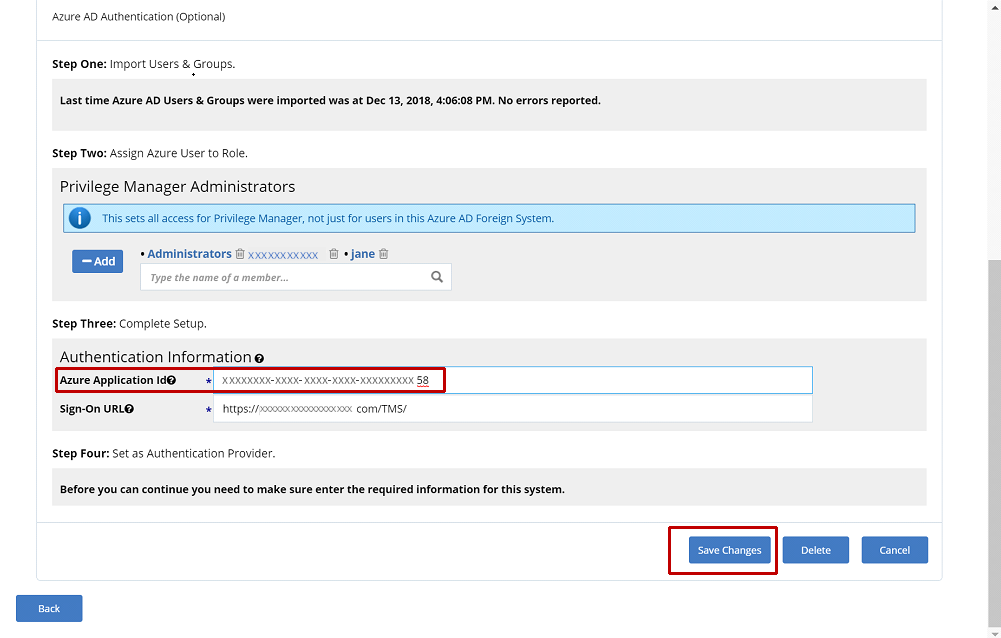 Azure AD Authentication (Optional)
Step One: Import Users & Groups.
Last time Azure AD Users & Groups were imported was at Dec 13, 2018, 4:06:08 PM. No errors reported.
Step Two: Assign Azure User to Role.
Privilege Manager Administrators
This sets all access for Privilege Manager, not just for users in this Azure AD Foreign System.
Add
• Administrators xxxxxxxxxxx • jane
Type the name of a member...
Step Three: Complete Setup.
Authentication Information
Azure Application Id * xxxxxxxx-xxxx-xxxx-xxxx-xxxxxxxxx 58
Sign-On URL * https://xxxxxxxxxxxxxxxxxx com/TMS/
Step Four: Set as Authentication Provider.
Before you can continue you need to make sure enter the required information for this system.
Save Changes Delete Cancel
Back